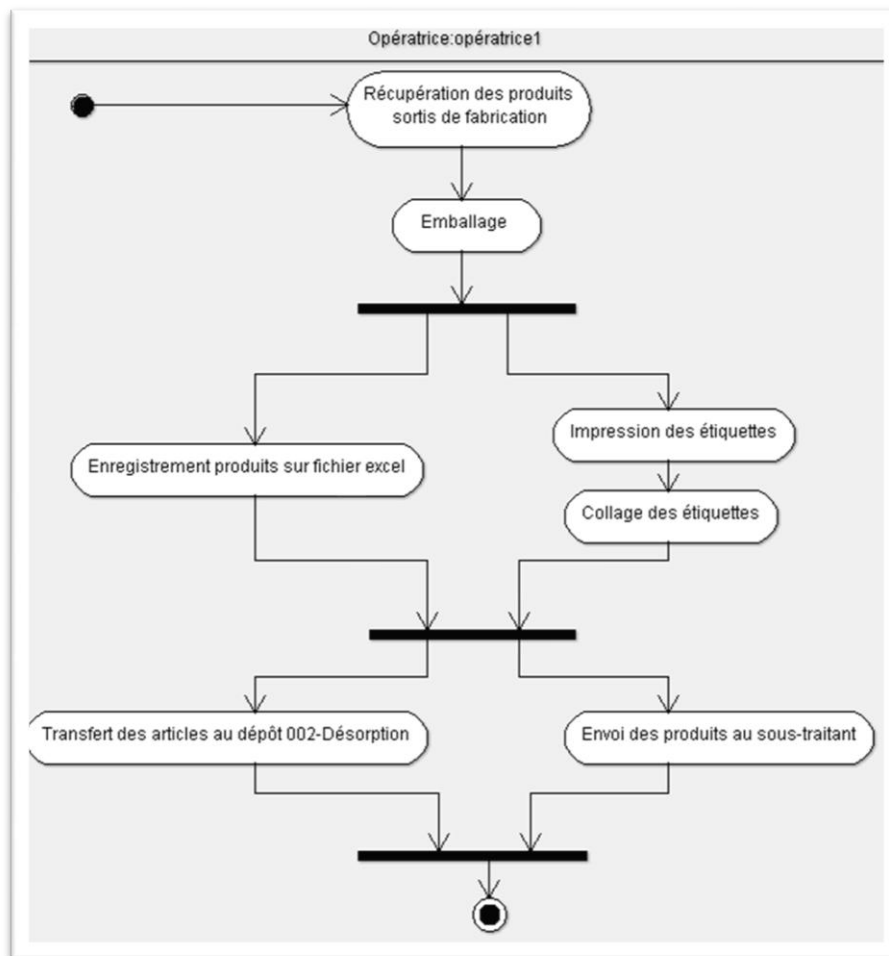 Opératrice:opératrice1
Récupération des produits
sortis de fabrication
Emballage
Impression des étiquettes
Enregistrement produits sur fichier excel
Collage des étiquettes
Transfert des articles au dépôt 002-Désorption
Envoi des produits au sous-traitant